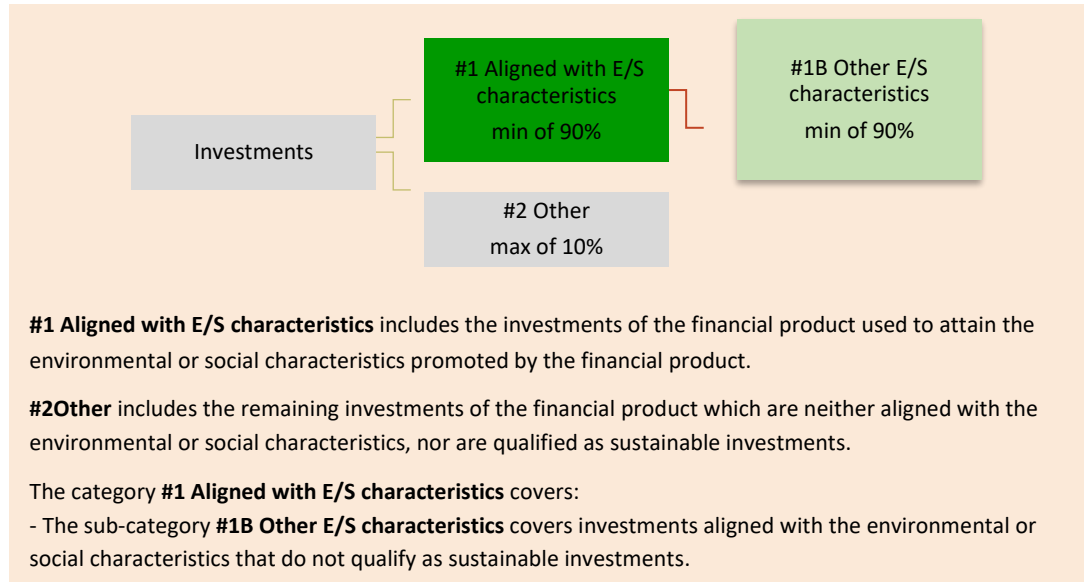 #1 Aligned with E/S
characteristics
min of 90%
#1B Other E/S
characteristics
min of 90%
Investments
#2 Other
max of 10%
#1 Aligned with E/S characteristics includes the investments of the financial product used to attain the
environmental or social characteristics promoted by the financial product.
#2Other includes the remaining investments of the financial product which are neither aligned with the
environmental or social characteristics, nor are qualified as sustainable investments.
The category #1 Aligned with E/S characteristics covers:
- The sub-category #1B Other E/S characteristics covers investments aligned with the environmental or
social characteristics that do not qualify as sustainable investments.